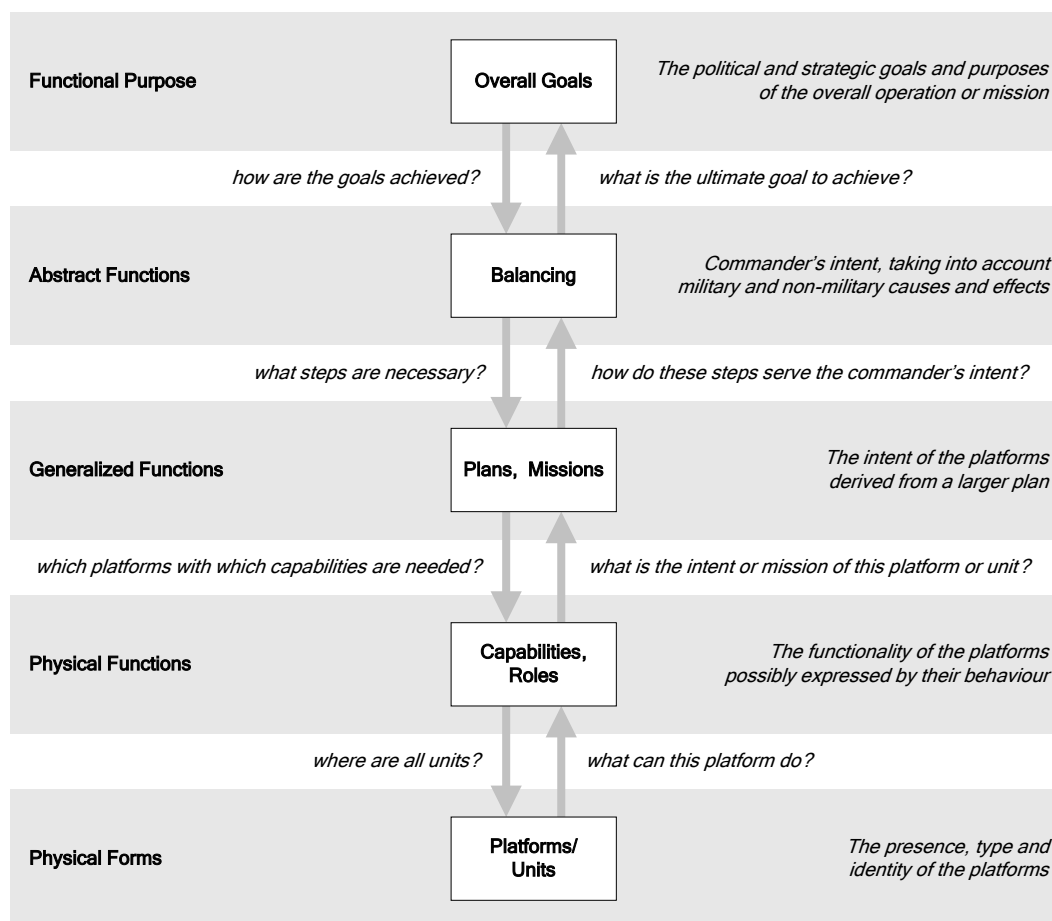 Functional Purpose
Overall Goals
The political and strategic goals and purposes
of the overall operation or mission
how are the goals achieved?
what is the ultimate goal to achieve?
Abstract Functions
Balancing
Commander's intent, taking into account
military and non-military causes and effects
what steps are necessary?
how do these steps serve the commander's intent?
Generalized Functions
Plans, Missions
The intent of the platforms
derived from a larger plan
which platforms with which capabilities are needed?
what is the intent or mission of this platform or unit?
Physical Functions
Capabilities,
Roles
The functionality of the platforms
possibly expressed by their behaviour
where are all units?
what can this platform do?
Physical Forms
Platforms/
Units
The presence, type and
identity of the platforms